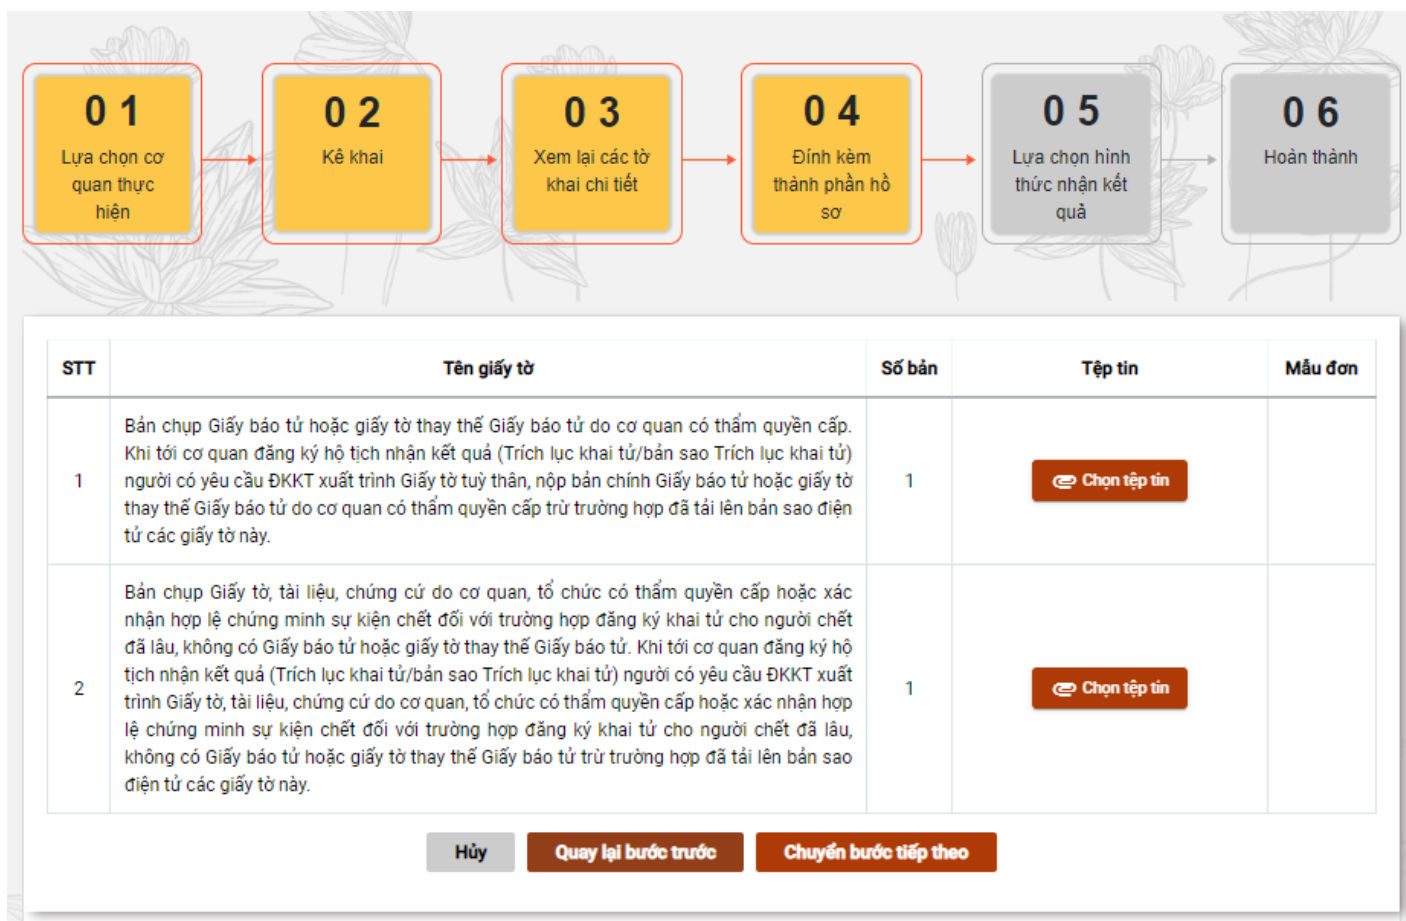 01
Lựa chọn cơ
quan thực
hiện
02
Kê khai
03
Xem lại các tờ
khai chi tiết
04
Đính kèm
thành phần hồ
sơ
05
Lựa chọn hình
thức nhận kết
quả
06
Hoàn thành
STT Tên giấy tờ Số bản Tệp tin Mẫu đơn
1
Bản chụp Giấy báo tử hoặc giấy tờ thay thế Giấy báo tử do cơ quan có thẩm quyền cấp.
Khi tới cơ quan đăng ký hộ tịch nhận kết quả (Trích lục khai tử/bản sao Trích lục khai tử)
người có yêu cầu ĐKKT xuất trình Giấy tờ tuỳ thân, nộp bản chính Giấy báo tử hoặc giấy tờ
thay thế Giấy báo tử do cơ quan có thẩm quyền cấp trừ trường hợp đã tải lên bản sao điện
tử các giấy tờ này.
1
Chọn tệp tin
2
Bản chụp Giấy tờ, tài liệu, chứng cứ do cơ quan, tổ chức có thẩm quyền cấp hoặc xác
nhận hợp lệ chứng minh sự kiện chết đối với trường hợp đăng ký khai tử cho người chết
đã lâu, không có Giấy báo tử hoặc giấy tờ thay thế Giấy báo tử. Khi tới cơ quan đăng ký hộ
tịch nhận kết quả (Trích lục khai tử/bản sao Trích lục khai tử) người có yêu cầu ĐKKT xuất
trình Giấy tờ, tài liệu, chứng cứ do cơ quan, tổ chức có thẩm quyền cấp hoặc xác nhận hợp
lệ chứng minh sự kiện chết đối với trường hợp đăng ký khai tử cho người chết đã lâu,
không có Giấy báo tử hoặc giấy tờ thay thế Giấy báo tử trừ trường hợp đã tải lên bản sao
điện tử các giấy tờ này.
1
Chọn tệp tin
Hủy Quay lại bước trước Chuyển bước tiếp theo